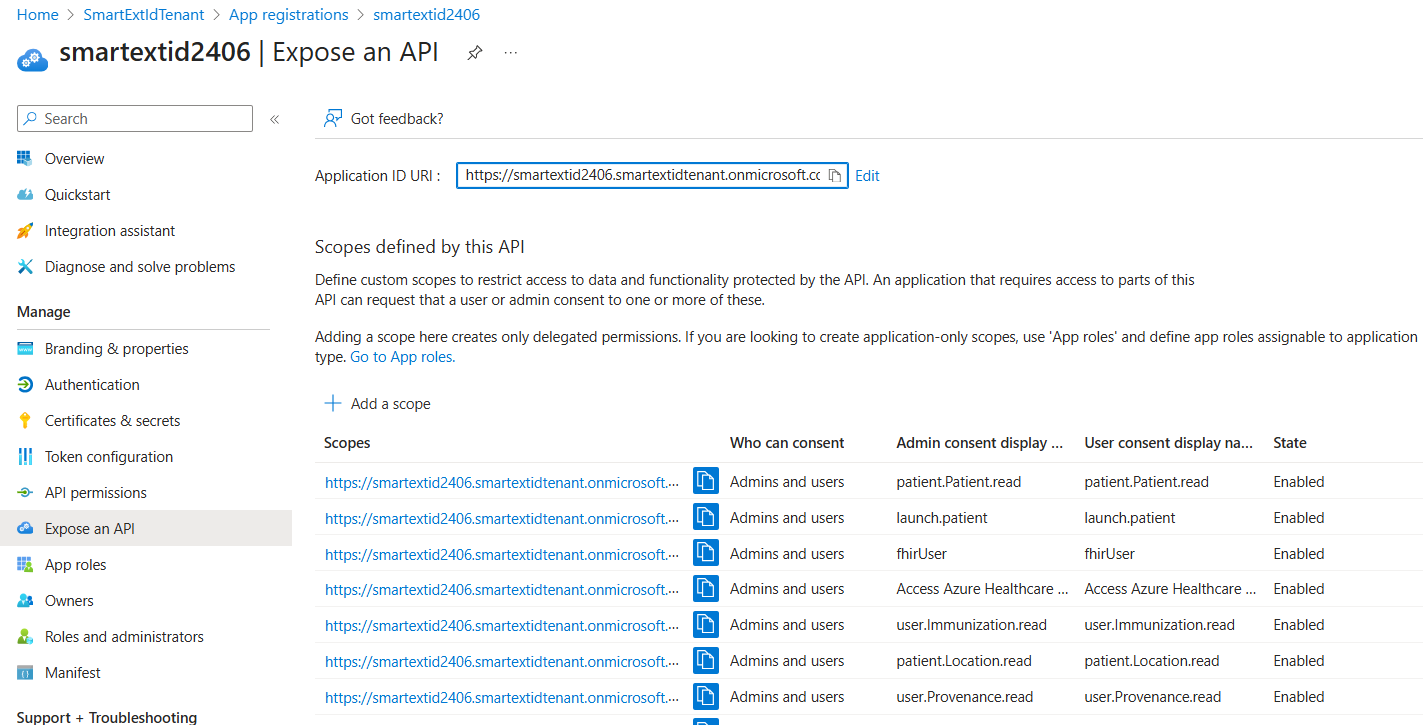 Home > SmartExtIdTenant > App registrations > smartextid2406
smartextid2406 | Expose an API
Search
Overview
Quickstart
Integration assistant
Diagnose and solve problems
Manage
Branding & properties
Authentication
Certificates & secrets
Token configuration
API permissions
Expose an API
App roles
Owners
Roles and administrators
Manifest
Support + Troubleshooting
Got feedback?
Application ID URI : https://smartextid2406.smartextidtenant.onmicrosoft.cc Edit
Scopes defined by this API
Define custom scopes to restrict access to data and functionality protected by the API. An application that requires access to parts of this
API can request that a user or admin consent to one or more of these.
Adding a scope here creates only delegated permissions. If you are looking to create application-only scopes, use 'App roles' and define app roles assignable to application
type. Go to App roles.
Add a scope
Scopes Who can consent Admin consent display ... User consent display na... State
https://smartextid2406.smartextidtenant.onmicrosoft.... Admins and users patient.Patient.read patient.Patient.read Enabled
https://smartextid2406.smartextidtenant.onmicrosoft.... Admins and users launch.patient launch.patient Enabled
https://smartextid2406.smartextidtenant.onmicrosoft.... Admins and users fhirUser fhirUser Enabled
https://smartextid2406.smartextidtenant.onmicrosoft.... Admins and users Access Azure Healthcare ... Access Azure Healthcare ... Enabled
https://smartextid2406.smartextidtenant.onmicrosoft.... Admins and users user.Immunization.read user.Immunization.read Enabled
https://smartextid2406.smartextidtenant.onmicrosoft.... Admins and users patient.Location.read patient.Location.read Enabled
https://smartextid2406.smartextidtenant.onmicrosoft.... Admins and users user.Provenance.read user.Provenance.read Enabled